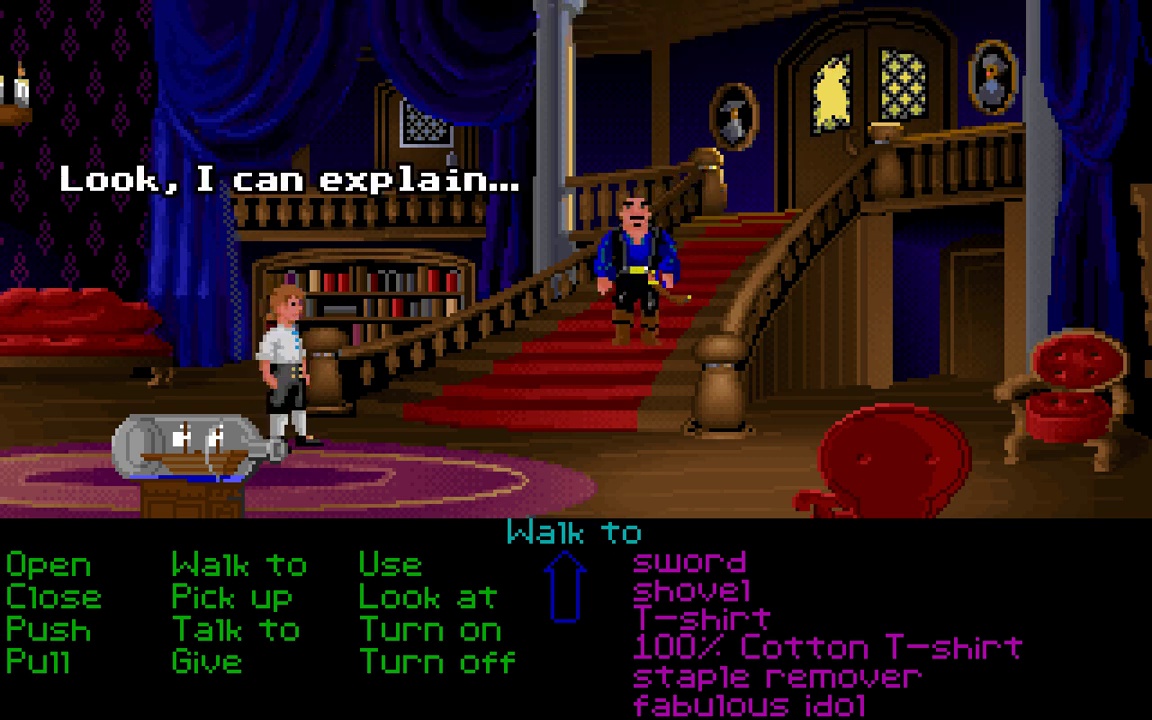 Look, I can explain...
Walk to
Open Walk to Use
Close Pick up Look at
Push Talk to Turn on
Pull Give Turn off
sword
shovel
T-shirt
100% Cotton T-shirt
staple remover
fabulous idol